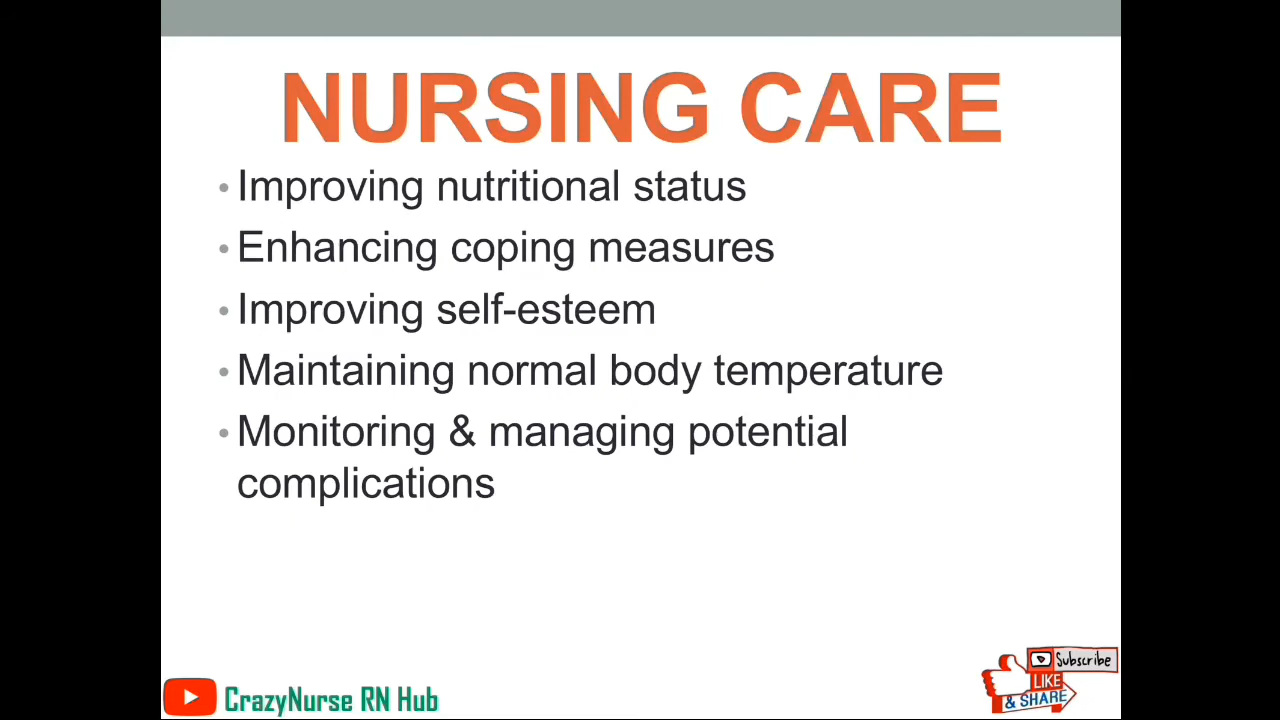 NURSING CARE
• Improving nutritional status
• Enhancing coping measures
• Improving self-esteem
• Maintaining normal body temperature
• Monitoring & managing potential
complications
Subscribe
LIKE
& SHARE
CrazyNurse RN Hub